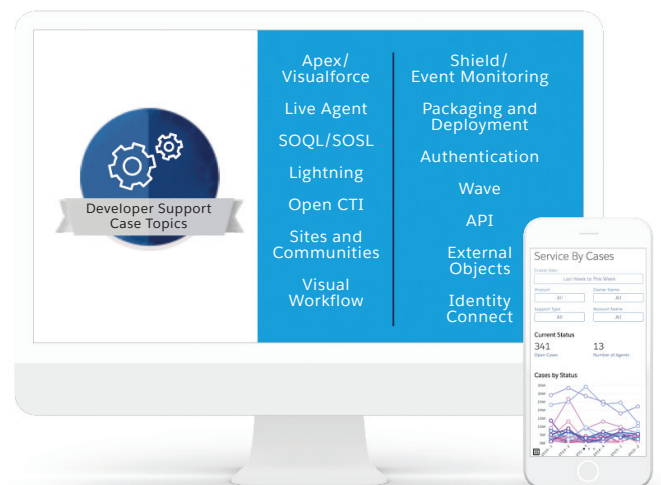 Developer Support
Case Topics
Apex/
Visualforce
Live Agent
SOQL/SOSL
Lightning
Open CTI
Sites and
Communities
Visual
Workflow
Shield/
Event Monitoring
Packaging and
Deployment
Authentication
Wave
API
External
Objects
Identity
Connect
Service By Cases
Last Week to This Week
Product
Owner Name
All
All
Support Type
Account Name
All
All
Current Status
341
13
Open Cases
Number of Agents
Cases by Status